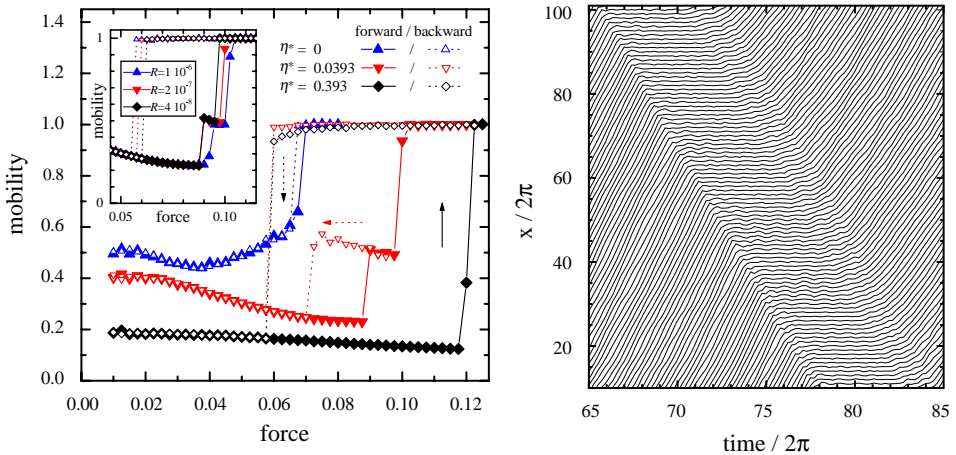 1.4
1.2
1.0
0.8
0.6
0.4
0.2
0.0
mobility
0.00 0.02 0.04 0.06 0.08 0.10 0.12
force
forward / backward
η* = 0 /
η* = 0.0393 /
η* = 0.393 /
1
0
mobility
R=1 10⁻⁶
R=2 10⁻⁷
R=4 10⁻⁸
0.05 0.10
force
100
80
60
40
20
x / 2π
65 70 75 80 85
time / 2π